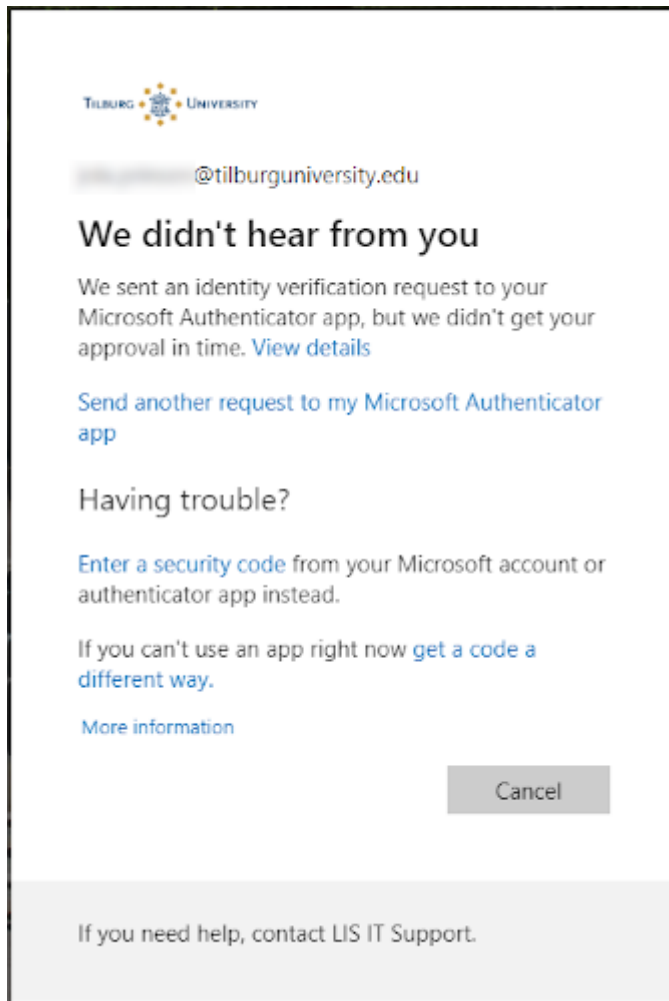 TILBURG UNIVERSITY
@tilburguniversity.edu
We didn't hear from you
We sent an identity verification request to your
Microsoft Authenticator app, but we didn't get your
approval in time. View details
Send another request to my Microsoft Authenticator
app
Having trouble?
Enter a security code from your Microsoft account or
authenticator app instead.
If you can't use an app right now get a code a
different way.
More information
Cancel
If you need help, contact LIS IT Support.